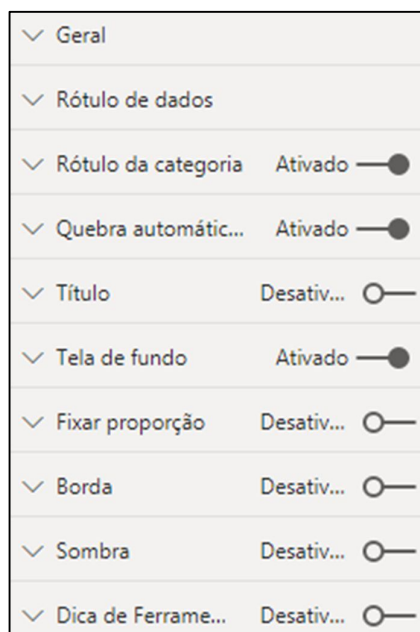 Geral
Rótulo de dados
Rótulo da categoria Ativado
Quebra automátic... Ativado
Título Desativ...
Tela de fundo Ativado
Fixar proporção Desativ...
Borda Desativ...
Sombra Desativ...
Dica de Ferrame... Desativ...